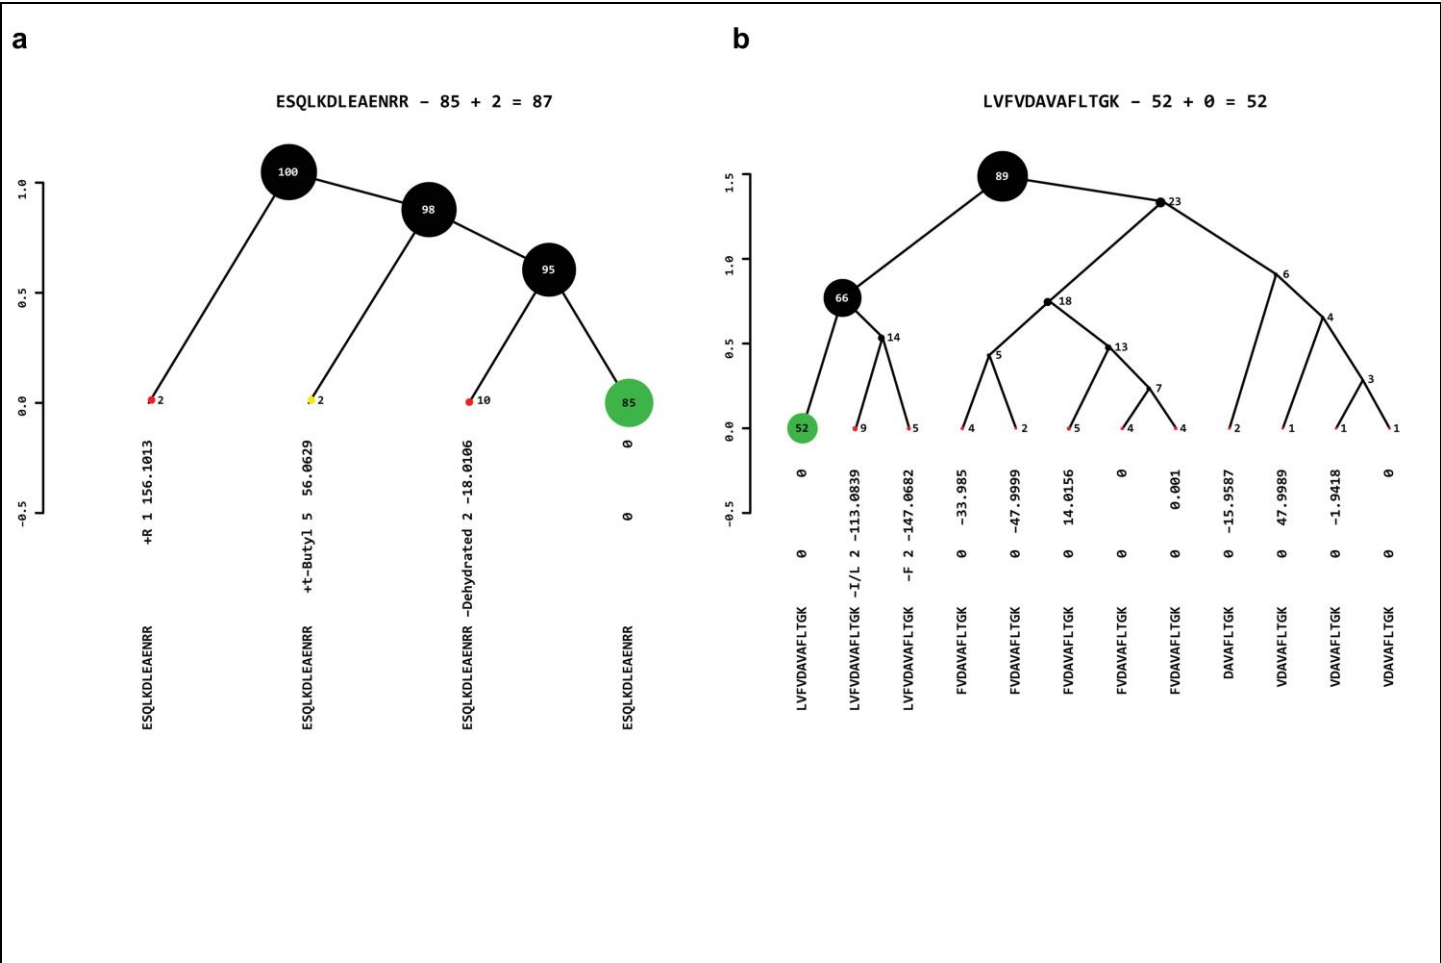 a
ESQLKDLEAENRR – 85 + 2 = 87
1.0
0.5
0.0
-0.5
100
98
95
2
2
10
85
ESQLKDLEAENRR +R 1 156.1013
ESQLKDLEAENRR +t-Butyl 5 56.0629
ESQLKDLEAENRR -Dehydrated 2 -18.0106
ESQLKDLEAENRR 0 0
b
LVFVDAVAFLTGK – 52 + 0 = 52
1.5
1.0
0.5
0.0
-0.5
89
23
66
6
18
4
14
5
13
3
7
52
9
5
4
2
5
4
4
2
1
1
1
LVFVDAVAFLTGK 0 0
LVFVDAVAFLTGK -I/L 2 -113.0839
LVFVDAVAFLTGK -F 2 -147.0682
FVDAVAFLTGK 0 -33.985
FVDAVAFLTGK 0 -47.9999
FVDAVAFLTGK 0 14.0156
FVDAVAFLTGK 0 0
FVDAVAFLTGK 0 0.001
DAVAFLTGK 0 -15.9587
VDAVAFLTGK 0 47.9989
VDAVAFLTGK 0 -1.9418
VDAVAFLTGK 0 0